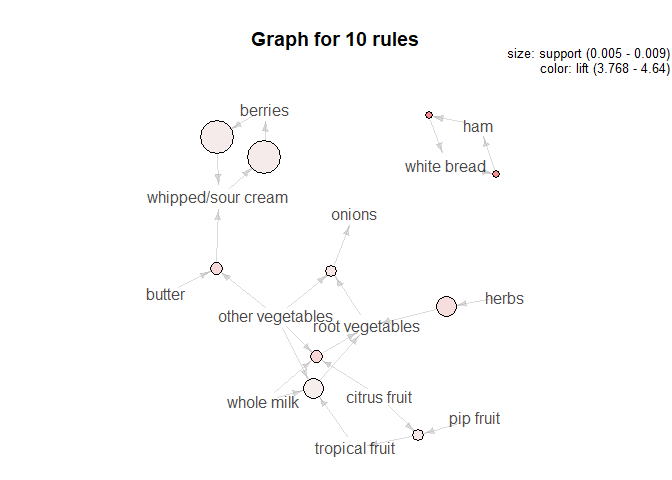 Graph for 10 rules
size: support (0.005 - 0.009)
color: lift (3.768 - 4.64)
berries
ham
white bread
whipped/sour cream
onions
butter
herbs
other vegetables
root vegetables
whole milk
citrus fruit
pip fruit
tropical fruit